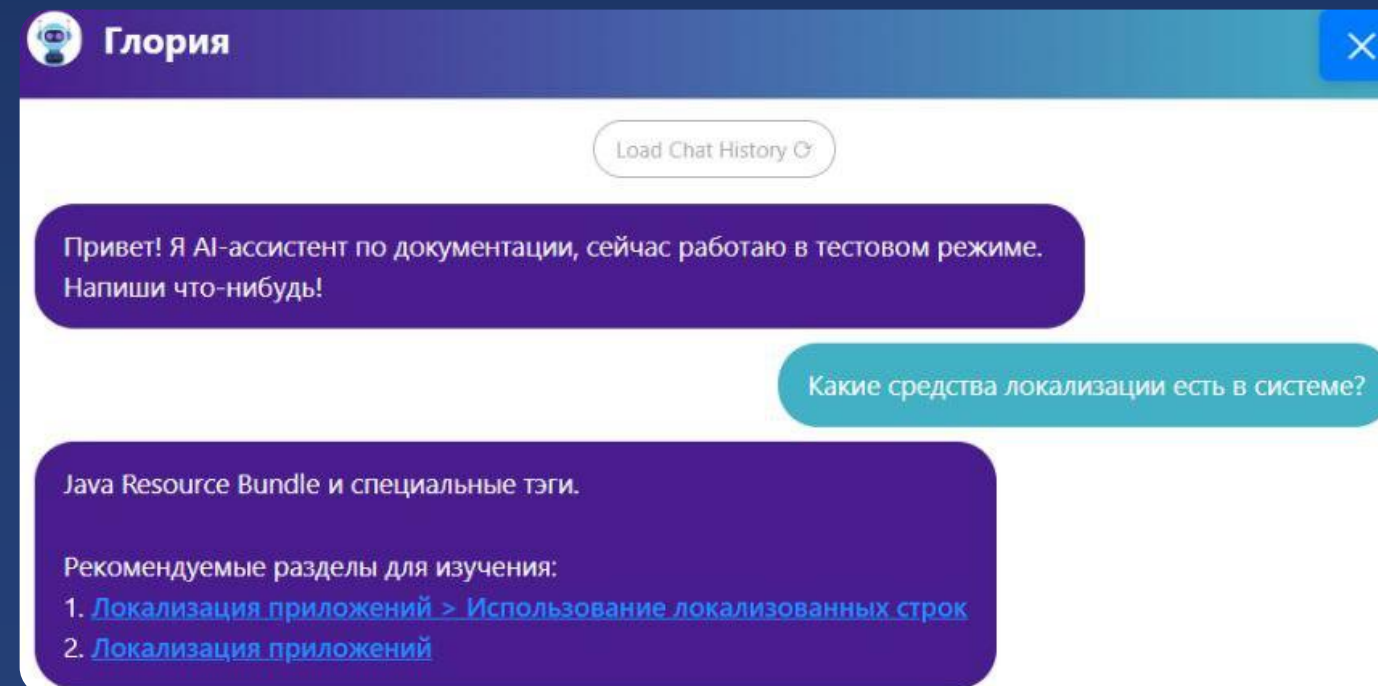 Глория
Load Chat History
Привет! Я AI-ассистент по документации, сейчас работаю в тестовом режиме.
Напиши что-нибудь!
Какие средства локализации есть в системе?
Java Resource Bundle и специальные тэги.
Рекомендуемые разделы для изучения:
1. Локализация приложений > Использование локализованных строк
2. Локализация приложений